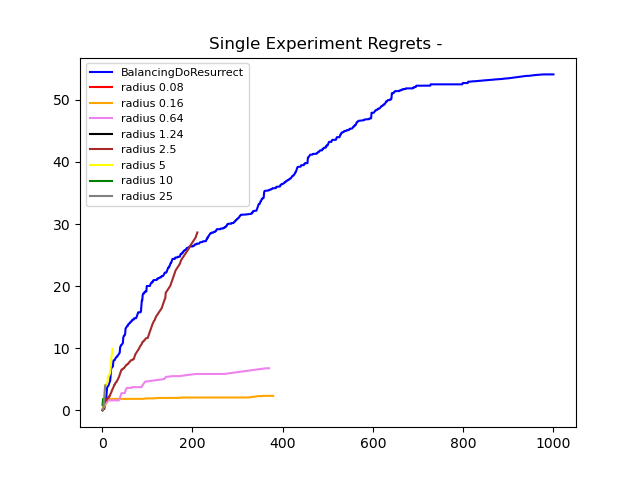 Single Experiment Regrets -
BalancingDoResurrect
radius 0.08
radius 0.16
radius 0.64
radius 1.24
radius 2.5
radius 5
radius 10
radius 25
50
40
30
20
10
0
0 200 400 600 800 1000